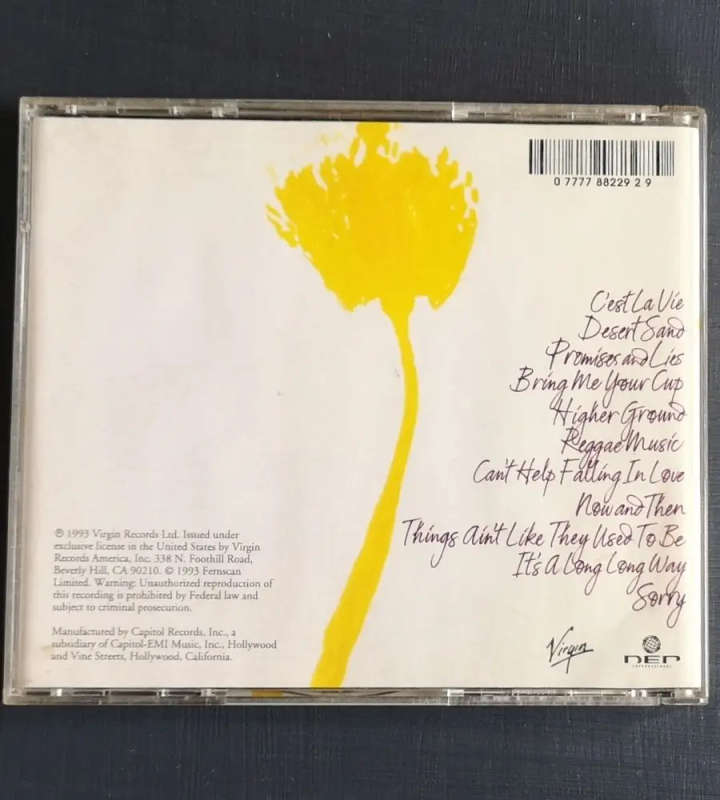 0 7777 88229 2 9
C'est La Vie
Desert Sand
Promises and Lies
Bring Me Your Cup
Higher Ground
Reggae Music
Can't Help Falling In Love
Now and Then
Things Ain't Like They Used To Be
It's A Long Long Way
Sorry
℗ 1993 Virgin Records Ltd. Issued under
exclusive license in the United States by Virgin
Records America, Inc. 338 N. Foothill Road,
Beverly Hill, CA 90210. © 1993 Fernscan
Limited. Warning: Unauthorized reproduction of
this recording is prohibited by Federal law and
subject to criminal prosecution.
Manufactured by Capitol Records, Inc., a
subsidiary of Capitol-EMI Music, Inc., Hollywood
and Vine Streets, Hollywood, California.
Virgin
DEP
INTERNATIONAL